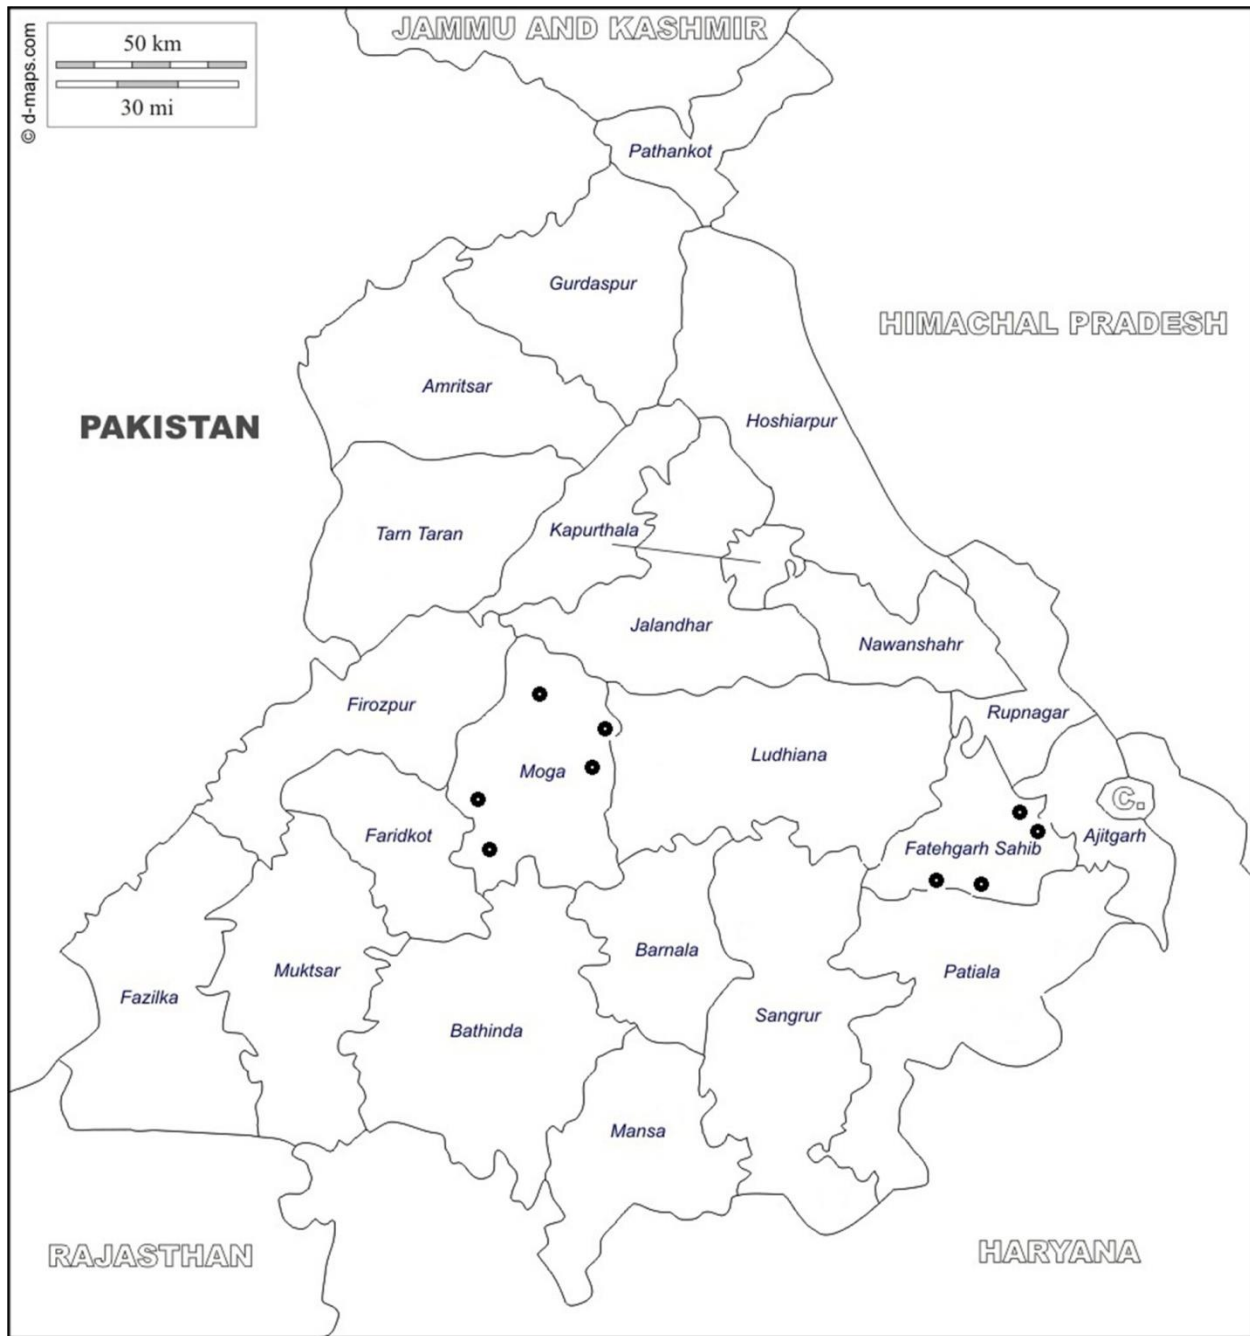 JAMMU AND KASHMIR
© d-maps.com
50 km
30 mi
Pathankot
Gurdaspur
HIMACHAL PRADESH
Amritsar
Hoshiarpur
PAKISTAN
Tarn Taran
Kapurthala
Jalandhar
Nawanshahr
Firozpur
Rupnagar
Ludhiana
Moga
C.
Faridkot
Ajitgarh
Fatehgarh Sahib
Barnala
Muktsar
Patiala
Fazilka
Sangrur
Bathinda
Mansa
RAJASTHAN
HARYANA